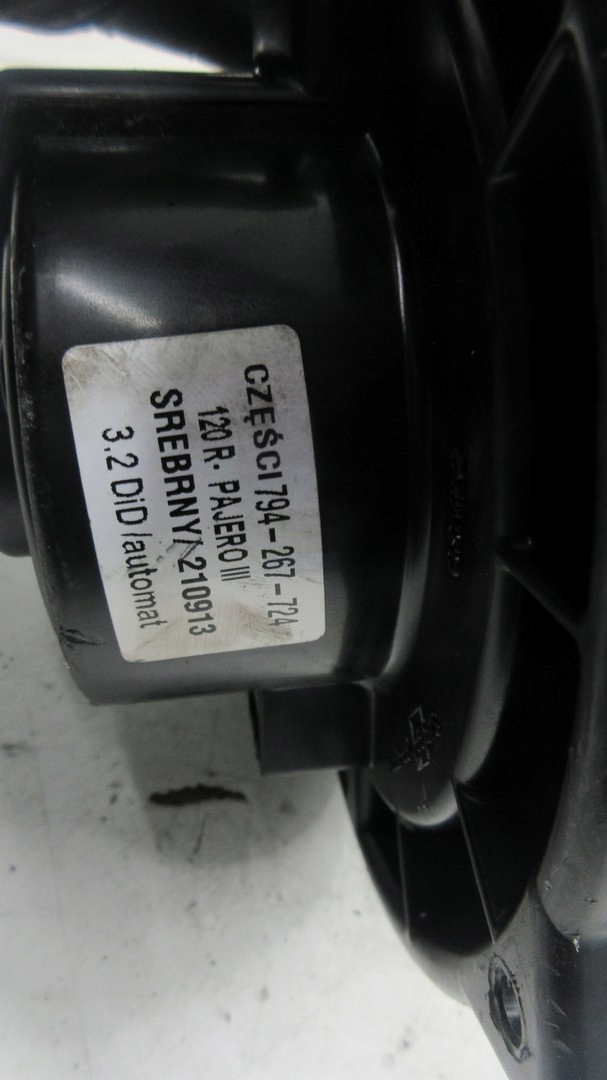 CZĘŚCI 794-267-724
120 R. PAJERO III
SREBRNY/ 210913
3.2 DiD/automat